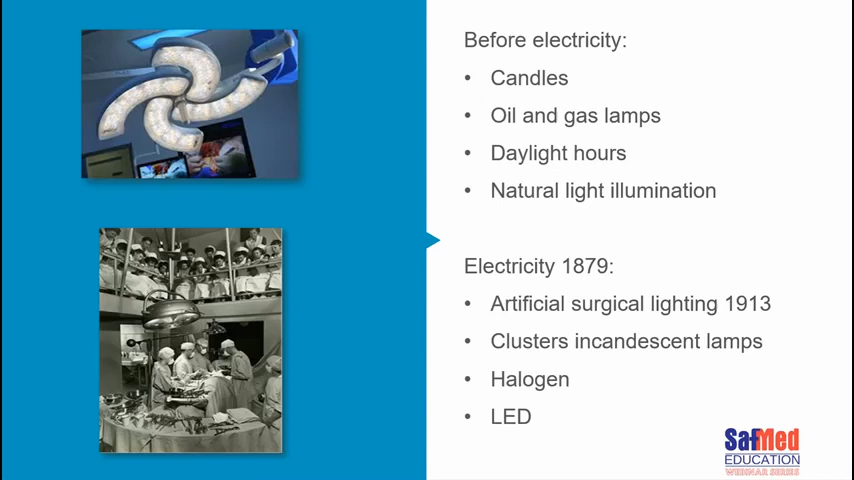 Before electricity:
• Candles
• Oil and gas lamps
• Daylight hours
• Natural light illumination
Electricity 1879:
• Artificial surgical lighting 1913
• Clusters incandescent lamps
• Halogen
• LED
SafMed
EDUCATION
WEBINAR SERIES